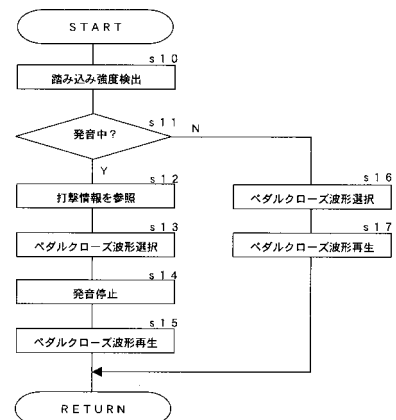 START
s10
踏み込み強度検出
s11
発音中？
N
Y
s12
打撃情報を参照
s13
ペダルクローズ波形選択
s14
発音停止
s15
ペダルクローズ波形再生
s16
ペダルクローズ波形選択
s17
ペダルクローズ波形再生
RETURN